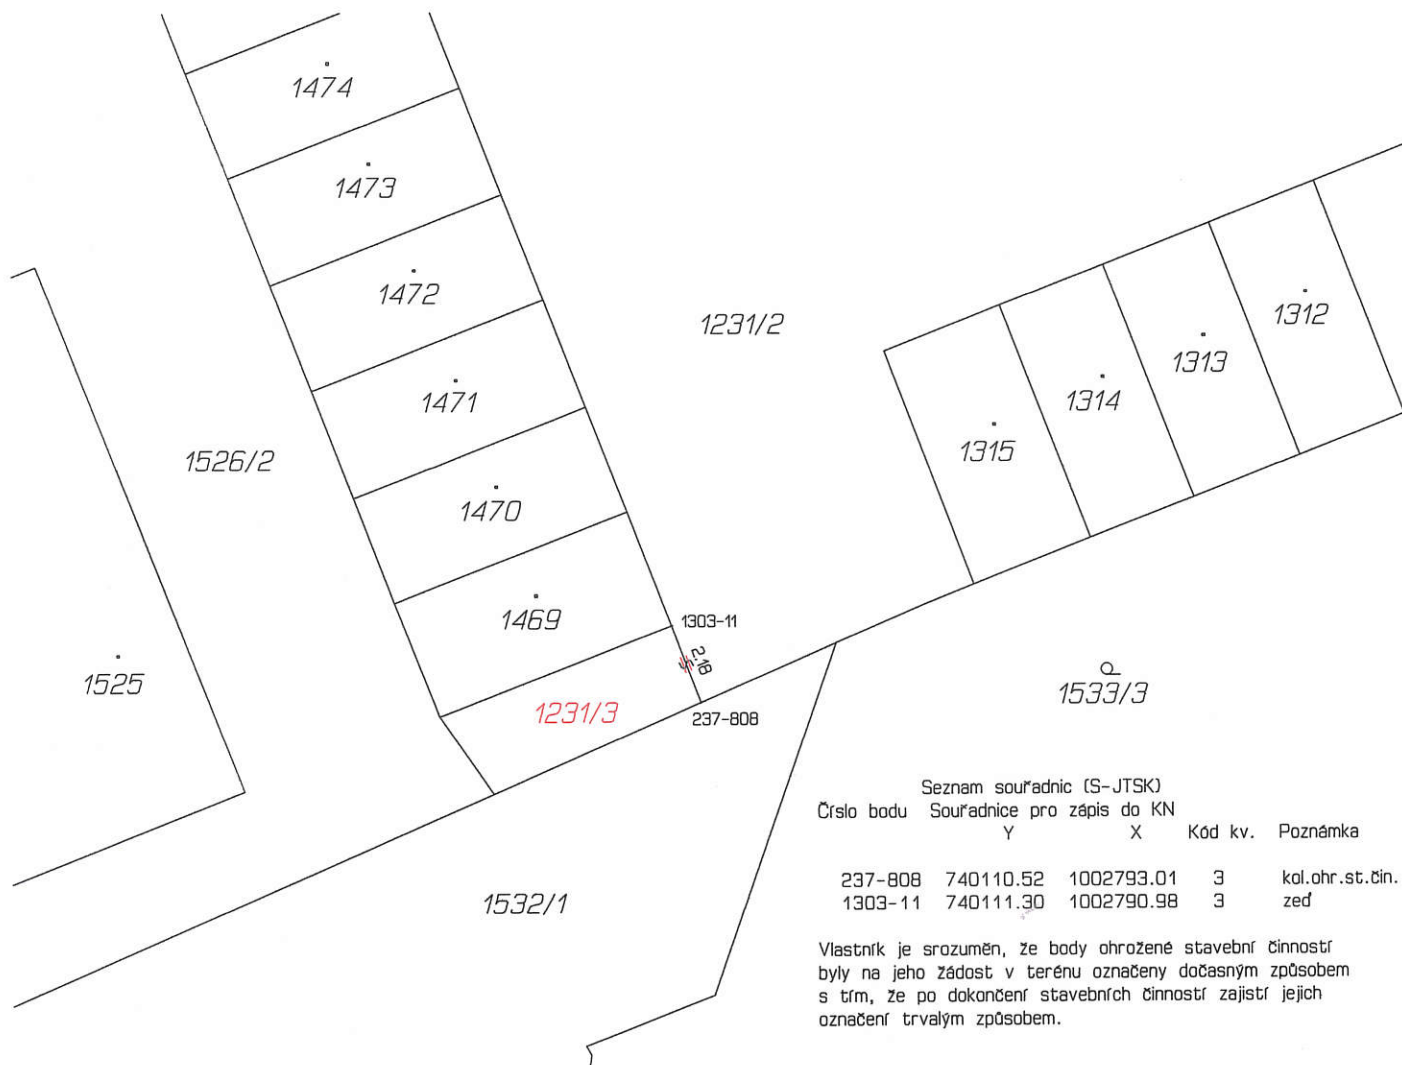 1474
1473
1472
1231/2
1312
1313
1471
1314
1315
1526/2
1470
1469
1303-11
2.18
1525
1231/3
237-808
1533/3
Seznam souřadnic (S-JTSK)
Číslo bodu Souřadnice pro zápis do KN
Y X Kód kv. Poznámka
237-808 740110.52 1002793.01 3 kol.ohr.st.čin.
1303-11 740111.30 1002790.98 3 zeď
1532/1
Vlastník je srozuměn, že body ohrožené stavební činností
byly na jeho žádost v terénu označeny dočasným způsobem
s tím, že po dokončení stavebních činností zajistí jejich
označení trvalým způsobem.